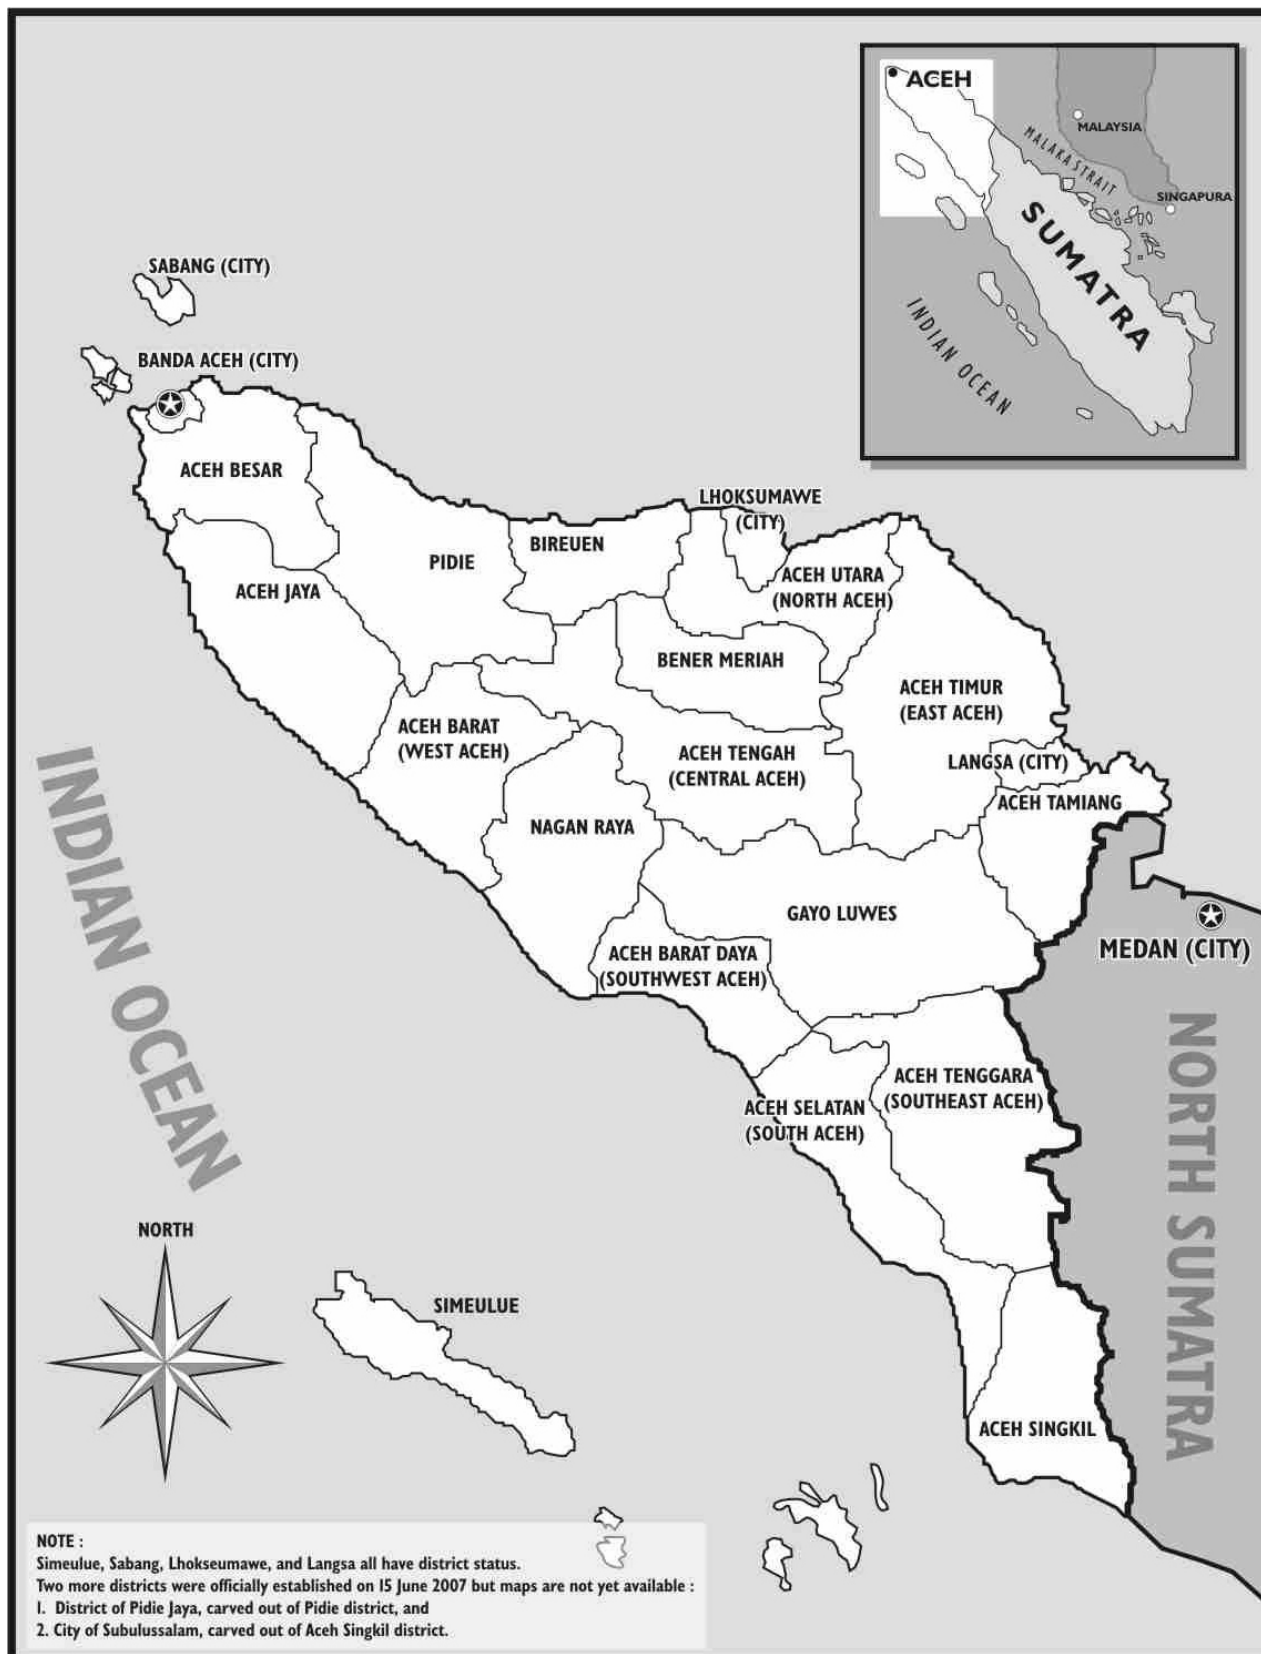 ACEH
MALAYSIA
MALAKA STRAIT
SINGAPURA
SUMATRA
INDIAN OCEAN
SABANG (CITY)
BANDA ACEH (CITY)
ACEH BESAR
LHOKSUMAWE
(CITY)
PIDIE
BIREUEN
ACEH UTARA
(NORTH ACEH)
ACEH JAYA
BENER MERIAH
ACEH TIMUR
(EAST ACEH)
ACEH BARAT
(WEST ACEH)
ACEH TENGAH
(CENTRAL ACEH)
LANGSA (CITY)
ACEH TAMIANG
NAGAN RAYA
GAYO LUWES
MEDAN (CITY)
ACEH BARAT DAYA
(SOUTHWEST ACEH)
INDIAN OCEAN
NORTH SUMATRA
ACEH TENGGARA
(SOUTHEAST ACEH)
ACEH SELATAN
(SOUTH ACEH)
NORTH
SIMEULUE
ACEH SINGKIL
NOTE :
Simeulue, Sabang, Lhokseumawe, and Langsa all have district status.
Two more districts were officially established on 15 June 2007 but maps are not yet available :
1. District of Pidie Jaya, carved out of Pidie district, and
2. City of Subulussalam, carved out of Aceh Singkil district.